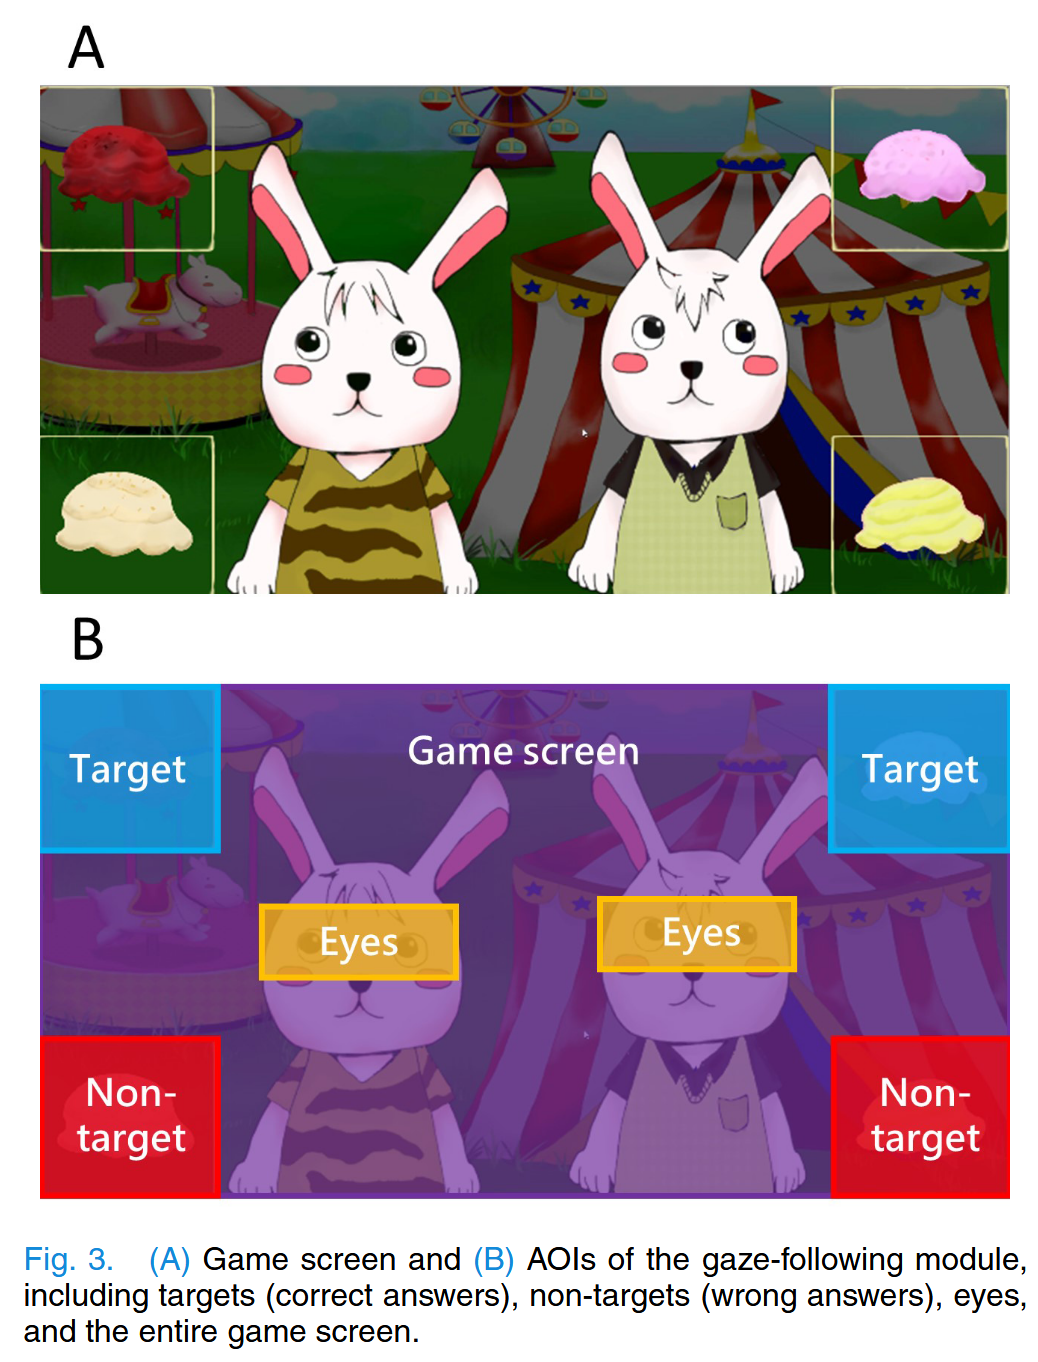 A
B
Game screen
Target
Target
Eyes
Eyes
Non-
target
Non-
target
Fig. 3. (A) Game screen and (B) AOIs of the gaze-following module,
including targets (correct answers), non-targets (wrong answers), eyes,
and the entire game screen.